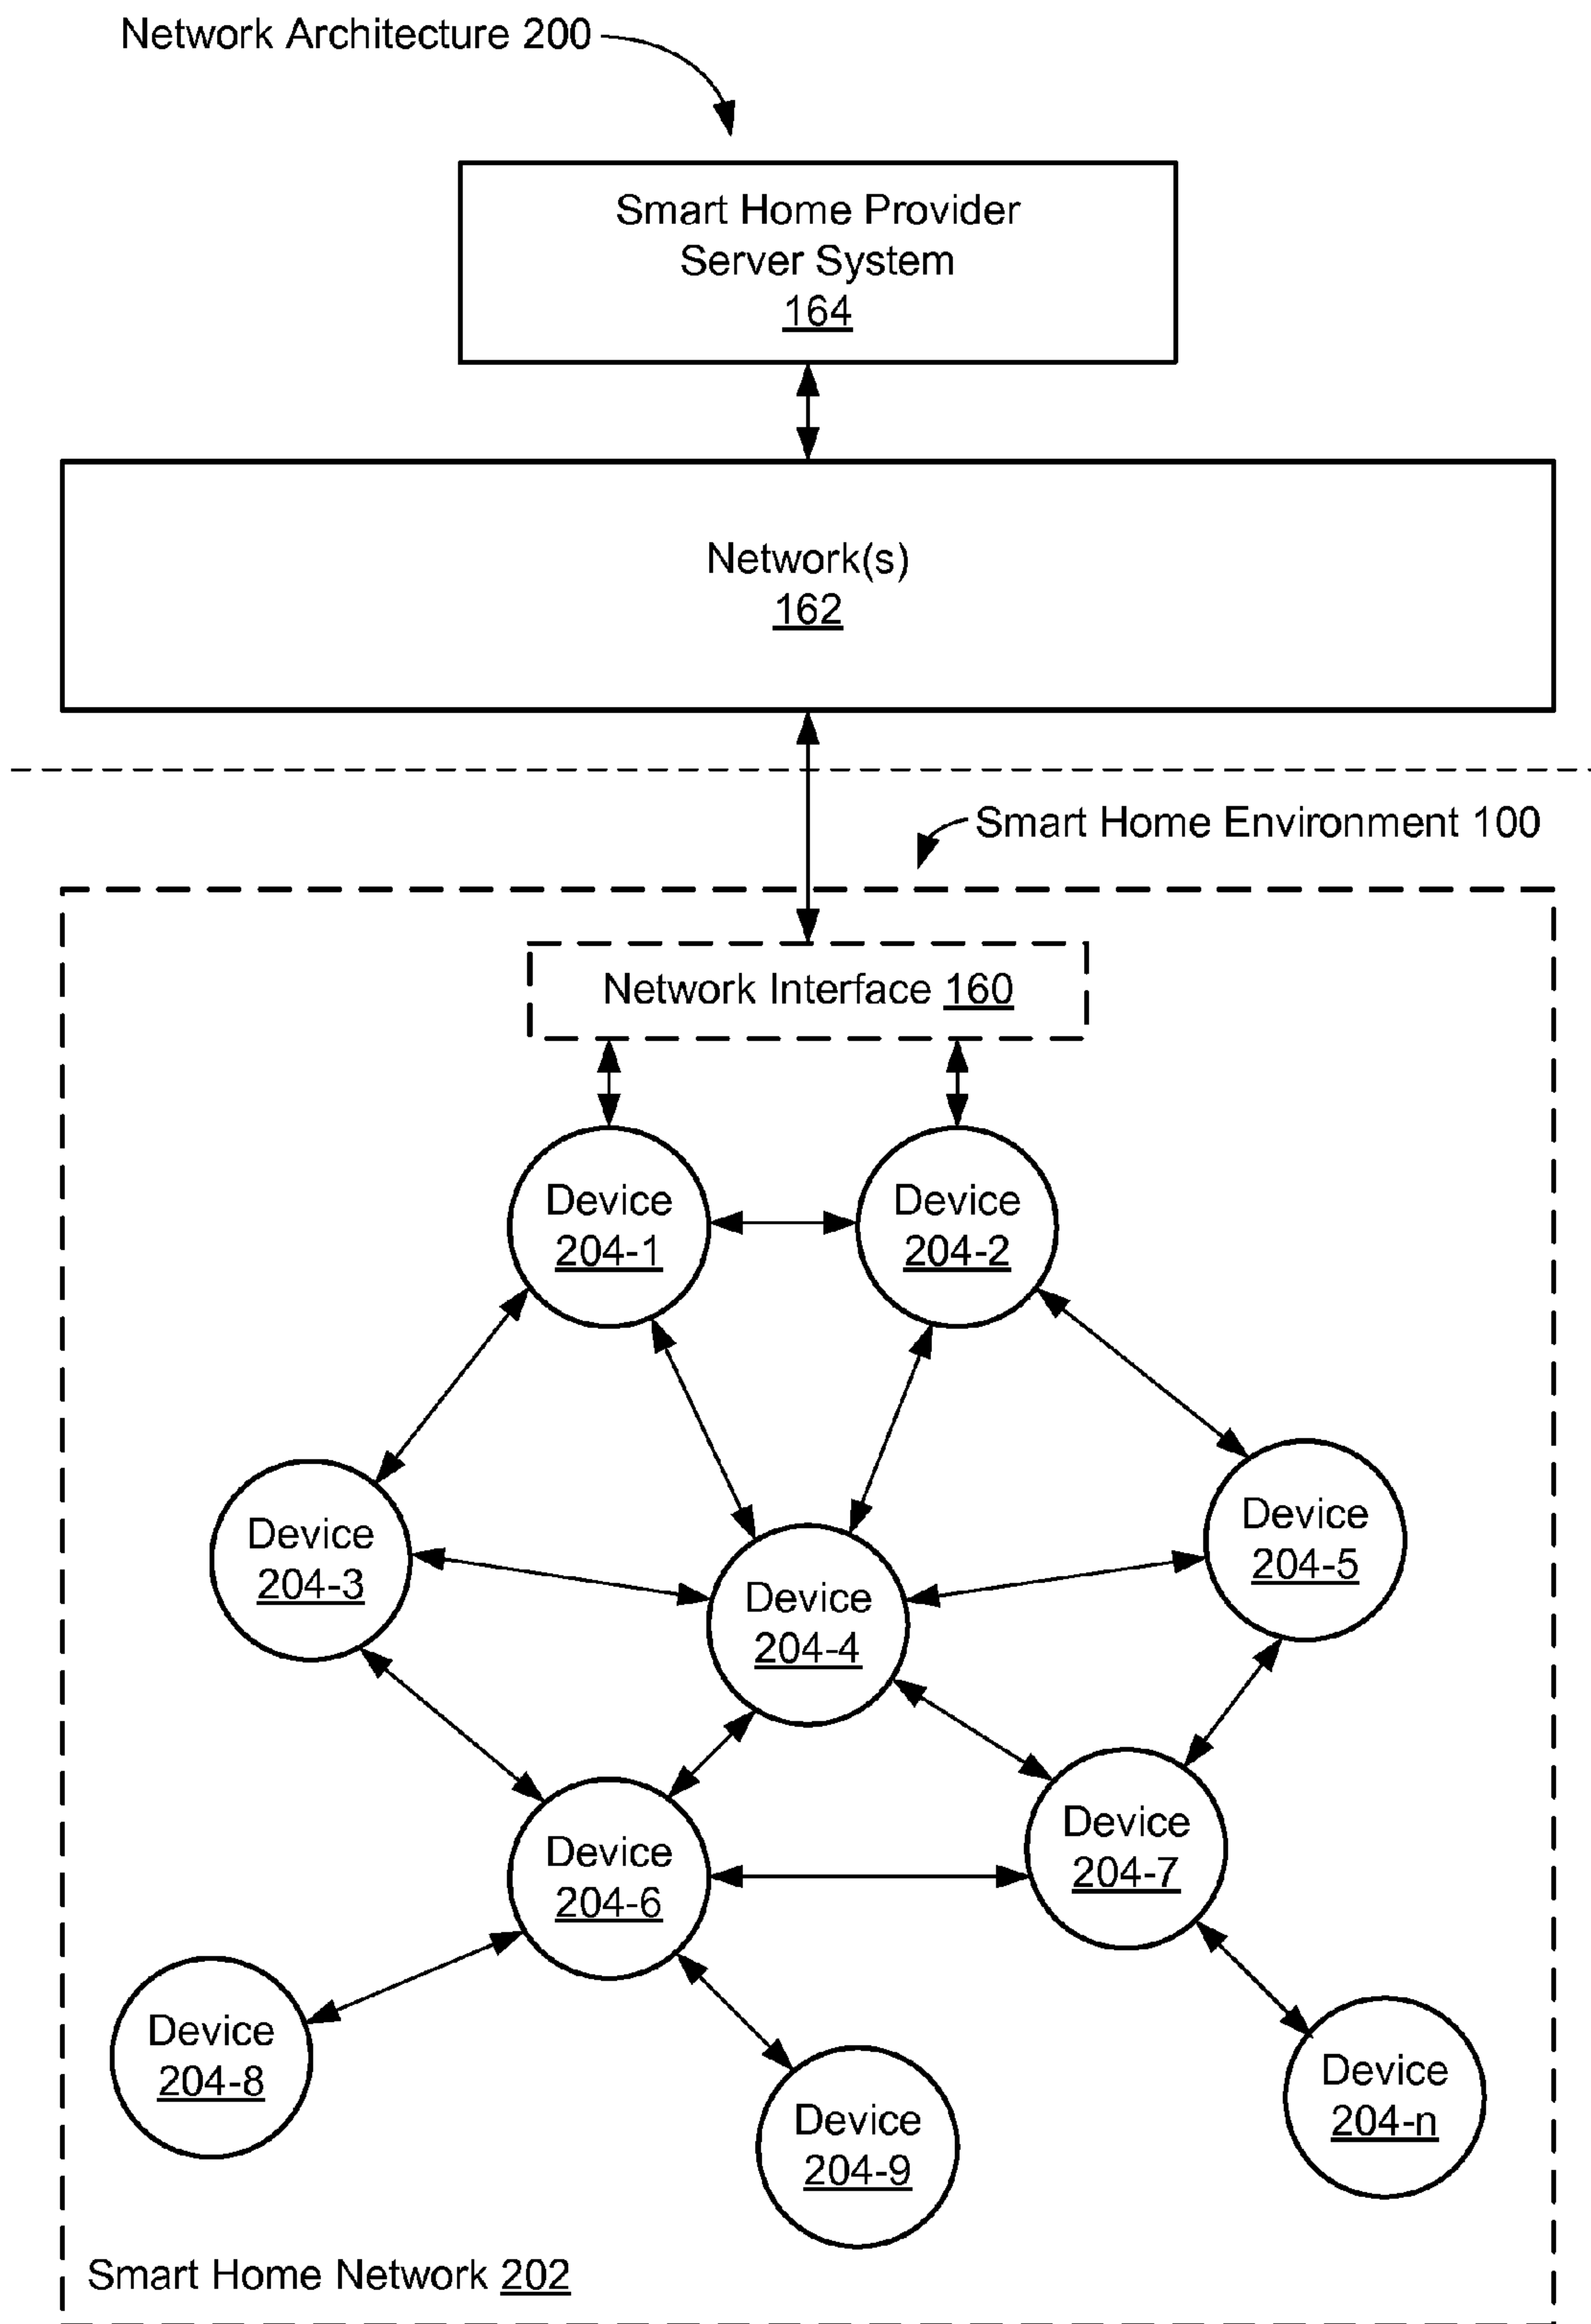 Network Architecture 200
Smart Home Provider
Server System
164
Network(s)
162
Smart Home Environment 100
Network Interface 160
Device
204-1
Device
204-2
Device
204-3
Device
204-4
Device
204-5
Device
204-6
Device
204-7
Device
204-8
Device
204-9
Device
204-n
Smart Home Network 202